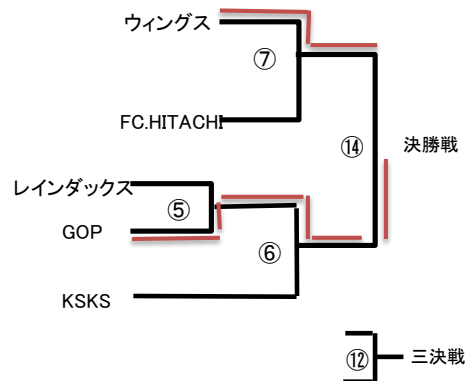 ウィングス
⑦
FC.HITACHI
⑭
決勝戦
レインダックス
⑤
GOP
⑥
KSKS
⑫
三決戦